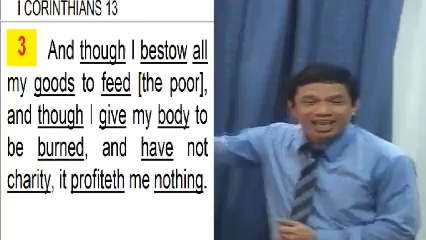 I CORINTHIANS 13
3 And though I bestow all
my goods to feed [the poor],
and though I give my body to
be burned, and have not
charity, it profiteth me nothing.